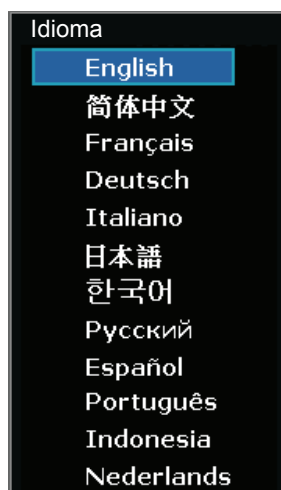 Idioma
English
简体中文
Français
Deutsch
Italiano
日本語
한국어
Русский
Español
Português
Indonesia
Nederlands